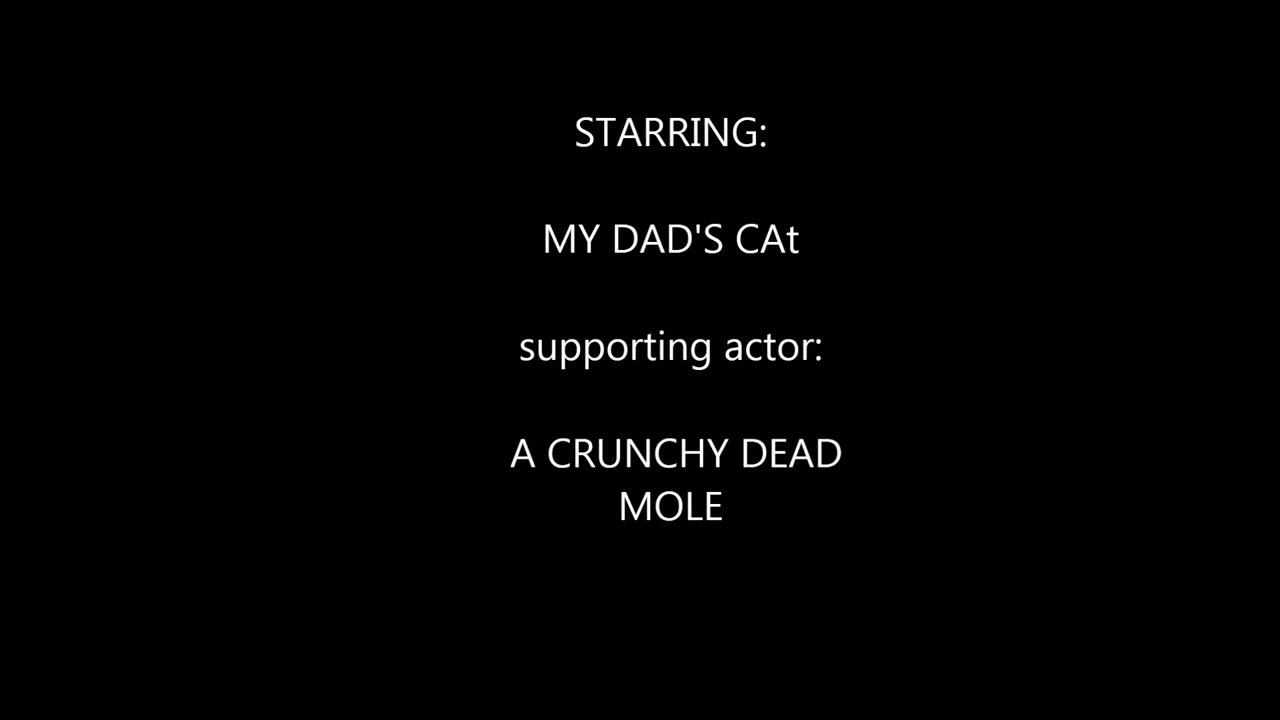 STARRING:
MY DAD'S CAt
supporting actor:
A CRUNCHY DEAD
MOLE